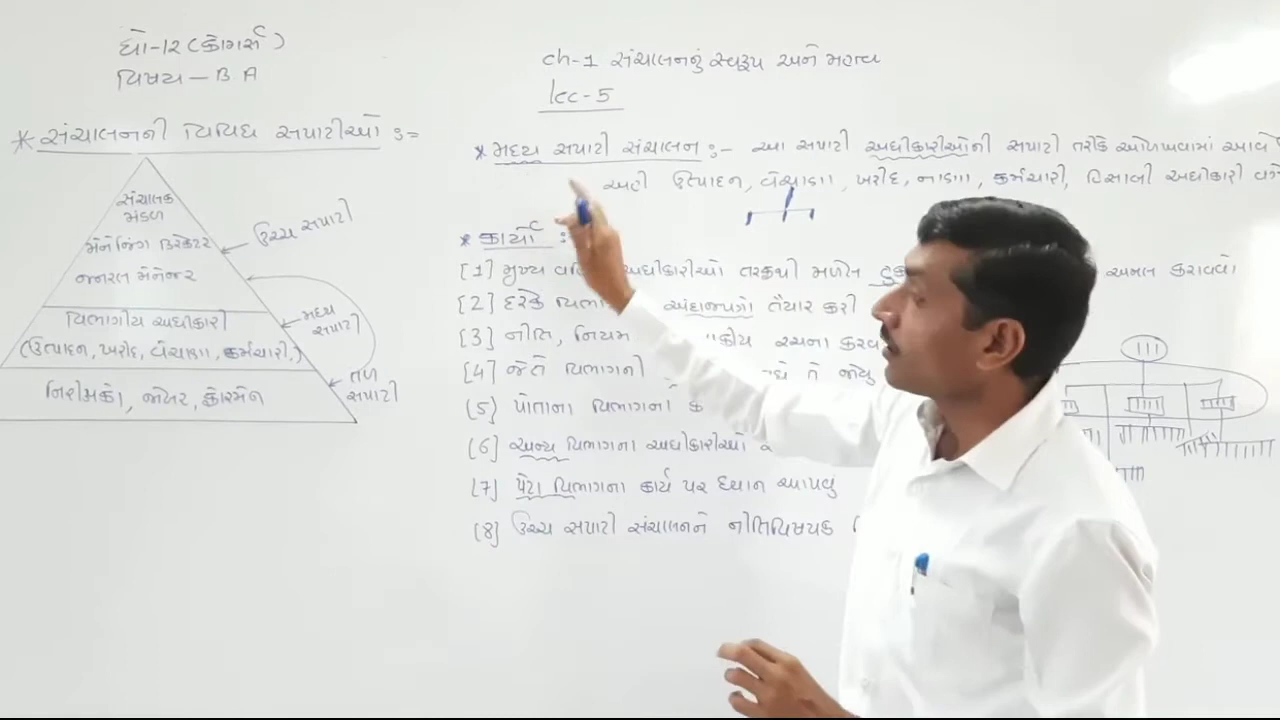 ધો-12 (કોમર્સ)
વિષય - B A
ch-1 સંચાલનનું સ્વરૂપ અને મહત્વ
lec-5
* સંચાલનની વિવિધ સપાટીઓ :=
સંચાલક
મંડળ
મેનેજિંગ ડિરેક્ટર
જનરલ મેનેજર
ઉચ્ચ સપાટી
વિભાગીય અધીકારી
(ઉત્પાદન, ખરીદ, વેચાણ, કર્મચારી,)
મધ્ય
સપાટી
નિરીક્ષકો, જોબર, ફોરમેન
તળ
સપાટી
* મધ્ય સપાટી સંચાલન :- આ સપાટી અધીકારીઓની સપાટી તરીકે ઓળખવામાં આવે
અહી ઉત્પાદન, વેચાણ, ખરીદ, નાણા, કર્મચારી, હિસાબી અધીકારી
* કાર્યો :
[1] મુખ્ય અધીકારીઓ તરફથી મળેલ અમલ કરાવવો
[2] દરેક અંદાજપત્રો તૈયાર કરી
[3] નીતિ, નિયમ રચના
[4] જેતે વિભાગની તે જોવુ
[5] પોતાના વિભાગના
[6] અન્ય વિભાગના અધીકારીઓ
[7] પેટા વિભાગના કાર્ય પર ધ્યાન આપવું
[8] ઉચ્ચ સપાટી સંચાલનને નીતિવિષયક